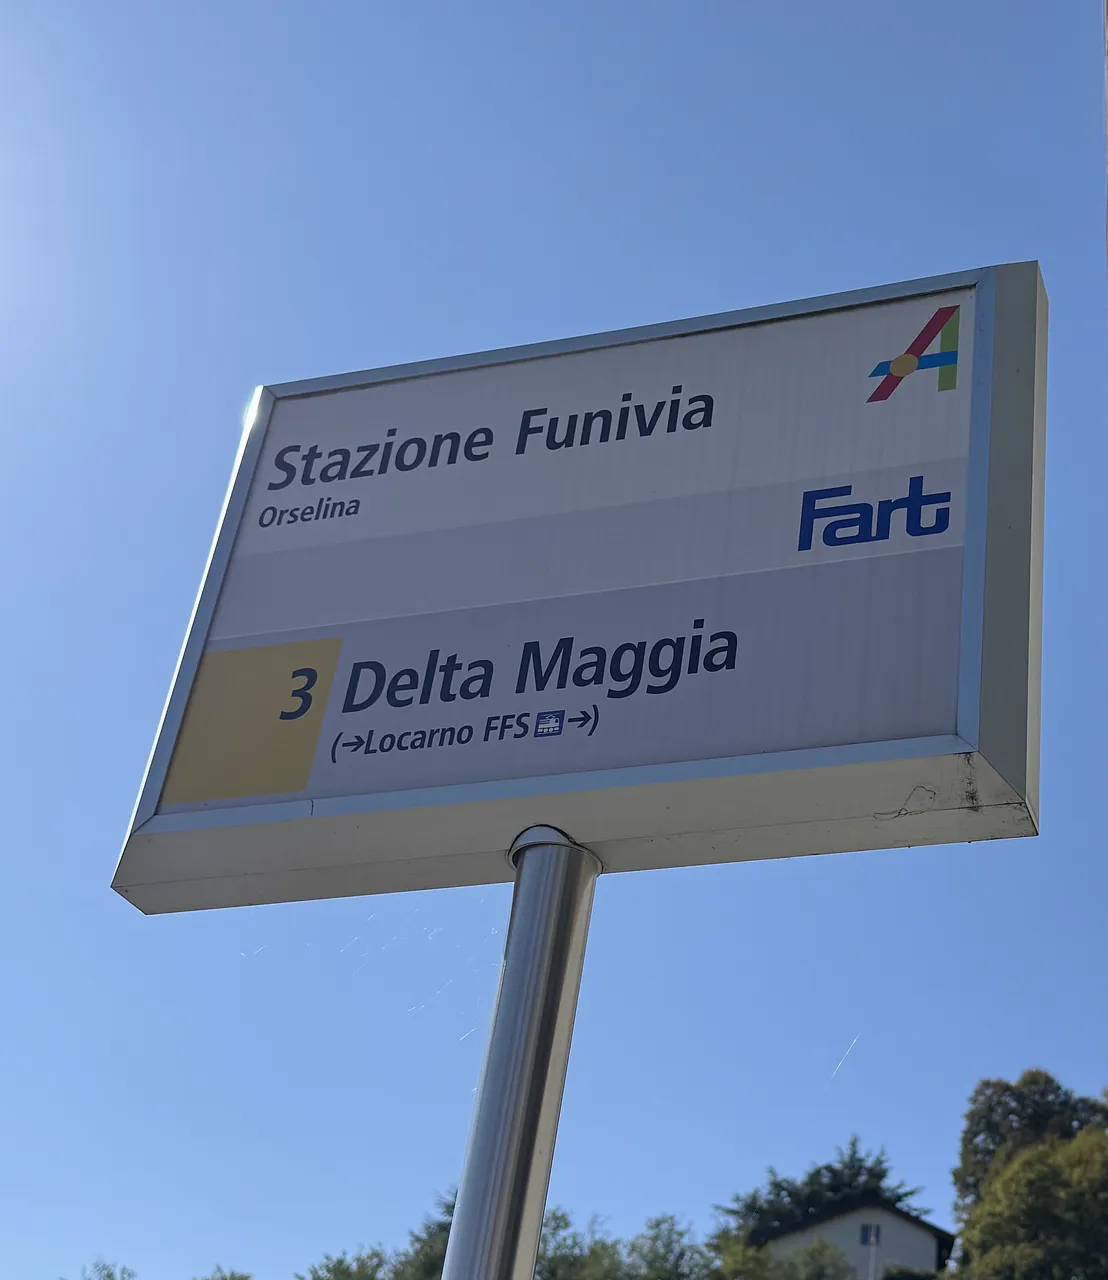 Stazione Funivia
Orselina
Fart
3 Delta Maggia
(→Locarno FFS →)